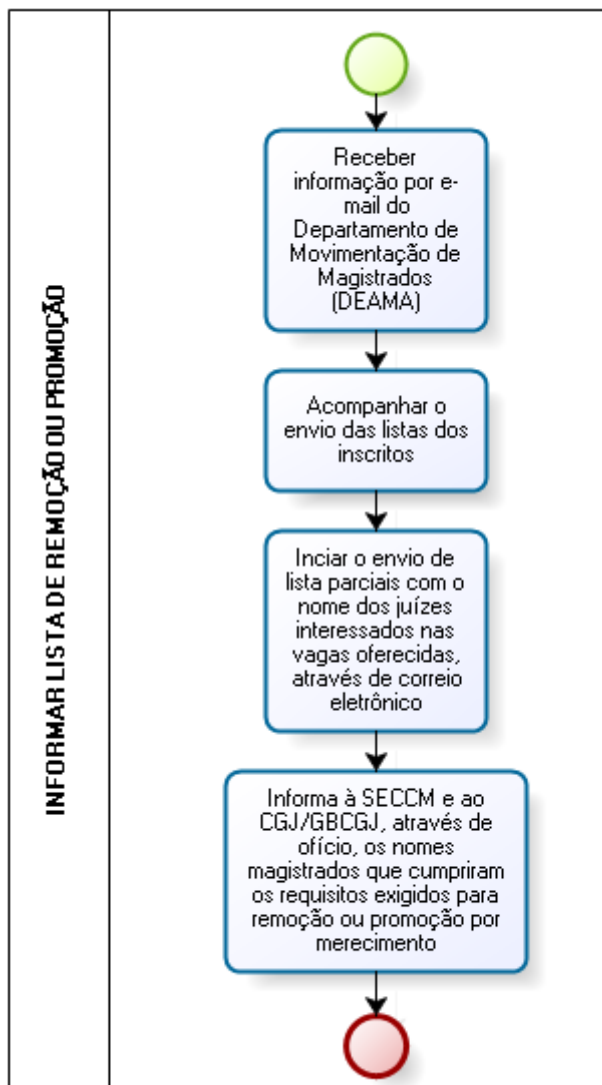 INFORMAR LISTA DE REMOÇÃO OU PROMOÇÃO
Receber
informação por e-
mail do
Departamento de
Movimentação de
Magistrados
(DEAMA)
Acompanhar o
envio das listas dos
inscritos
Inciar o envio de
lista parciais com o
nome dos juízes
interessados nas
vagas oferecidas,
através de correio
eletrônico
Informa à SECCM e ao
CGJ/GBCGJ, através de
ofício, os nomes
magistrados que cumpriram
os requisitos exigidos para
remoção ou promoção por
merecimento